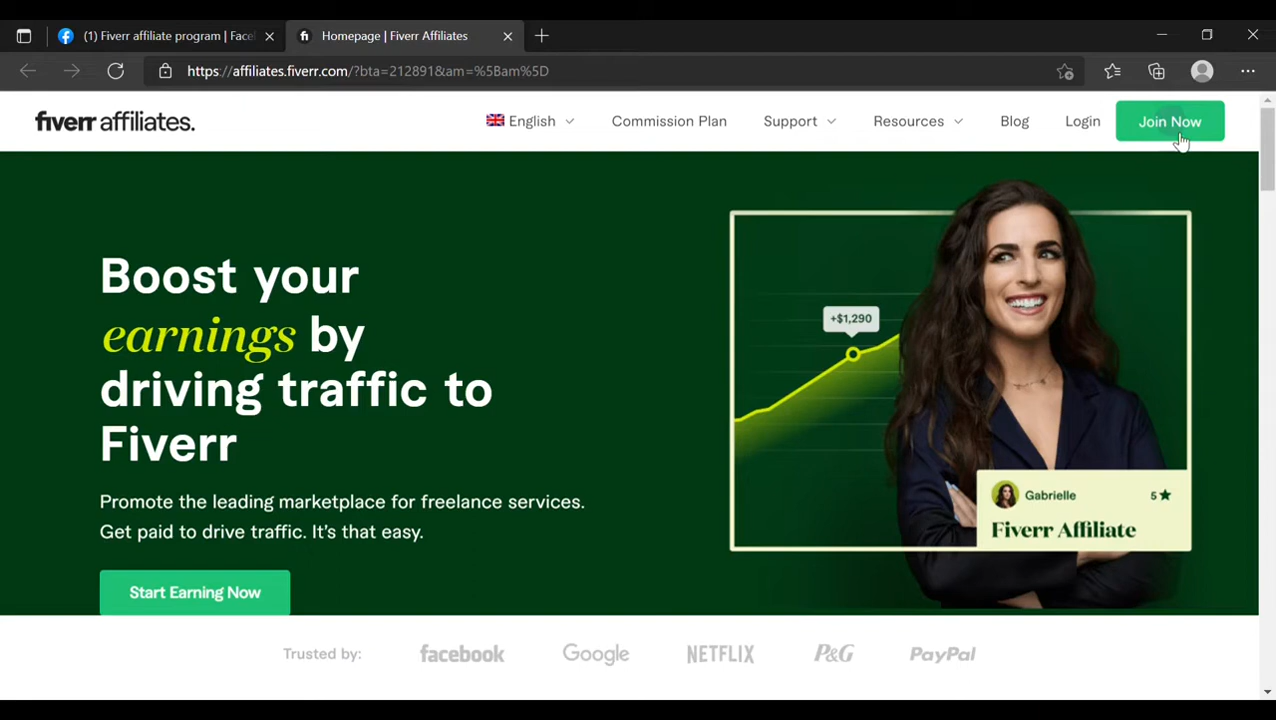 (1) Fiverr affiliate program | Face
fi Homepage | Fiverr Affiliates
https://affiliates.fiverr.com/?bta=212891&am=%5Bam%5D
fiverr affiliates.
English
Commission Plan
Support
Resources
Blog
Login
Join Now
Boost your
earnings by
driving traffic to
Fiverr
Promote the leading marketplace for freelance services.
Get paid to drive traffic. It's that easy.
Start Earning Now
+$1,290
Gabrielle 5★
Fiverr Affiliate
Trusted by: facebook Google NETFLIX P&G PayPal